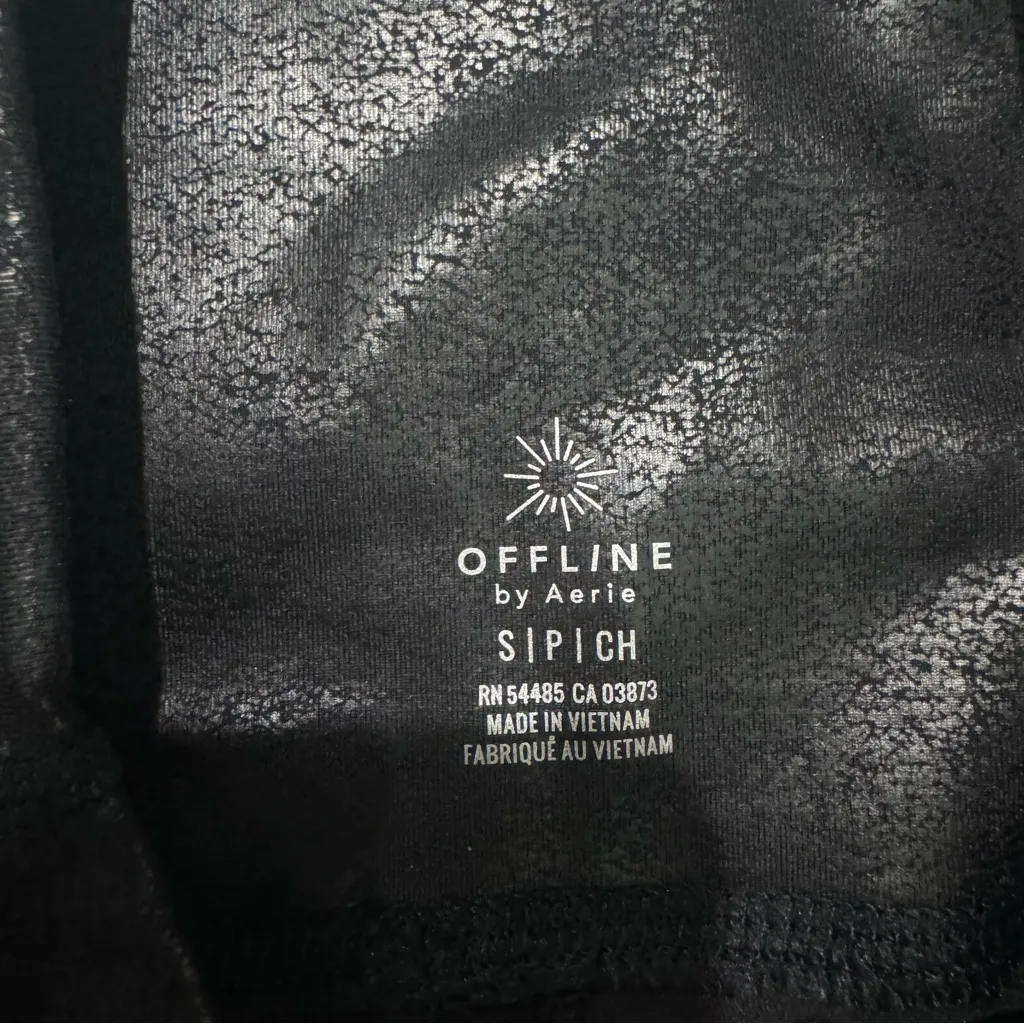 OFFLINE
by Aerie
S|P|CH
RN 54485 CA 03873
MADE IN VIETNAM
FABRIQUÉ AU VIETNAM